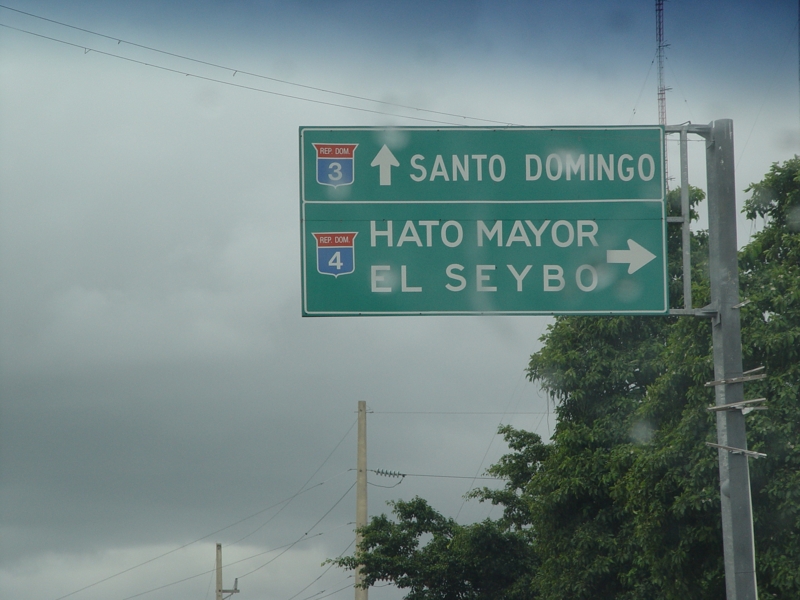 REP. DOM.
3
SANTO DOMINGO
REP. DOM.
4
HATO MAYOR
EL SEYBO